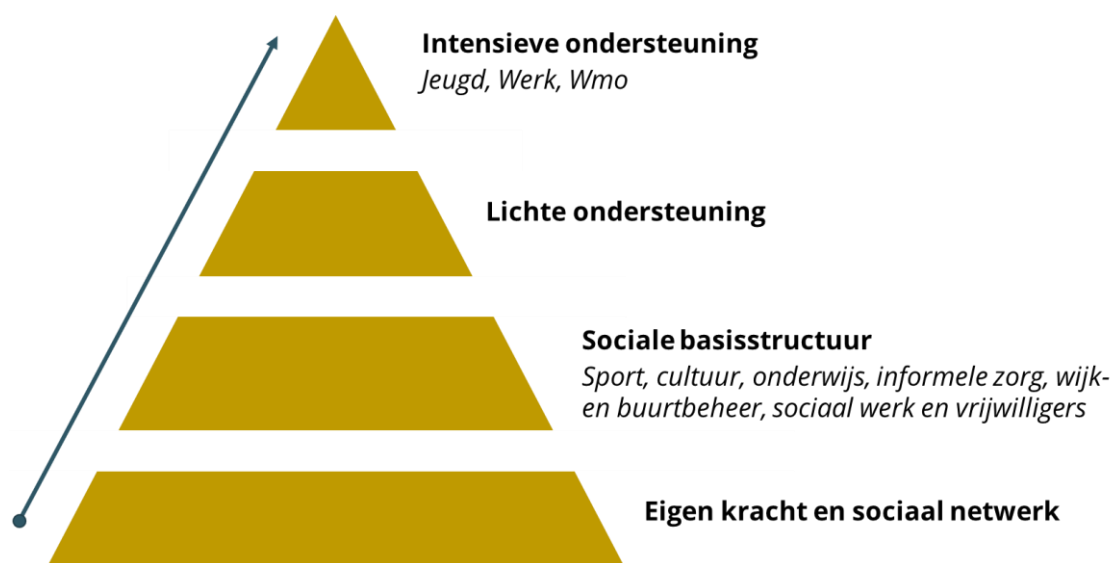 Intensieve ondersteuning
Jeugd, Werk, Wmo
Lichte ondersteuning
Sociale basisstructuur
Sport, cultuur, onderwijs, informele zorg, wijk-
en buurtbeheer, sociaal werk en vrijwilligers
Eigen kracht en sociaal netwerk